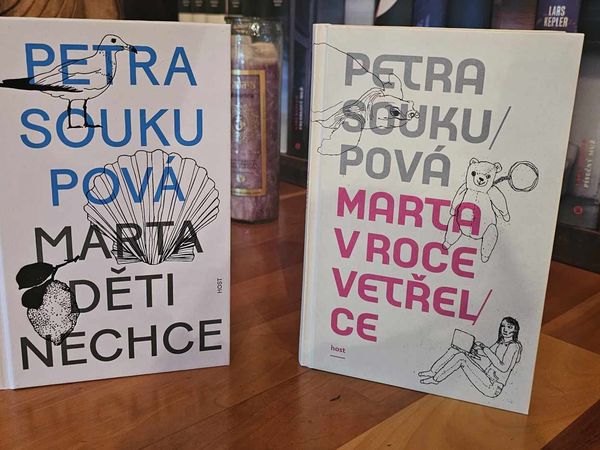 PETRA
SOUKU
POVÁ
MARTA
DĚTI
NECHCE
HOST
PETRA
SOUKU/
POVÁ
MARTA
V ROCE
VETŘEL/
CE
host
LARS
KEPLER